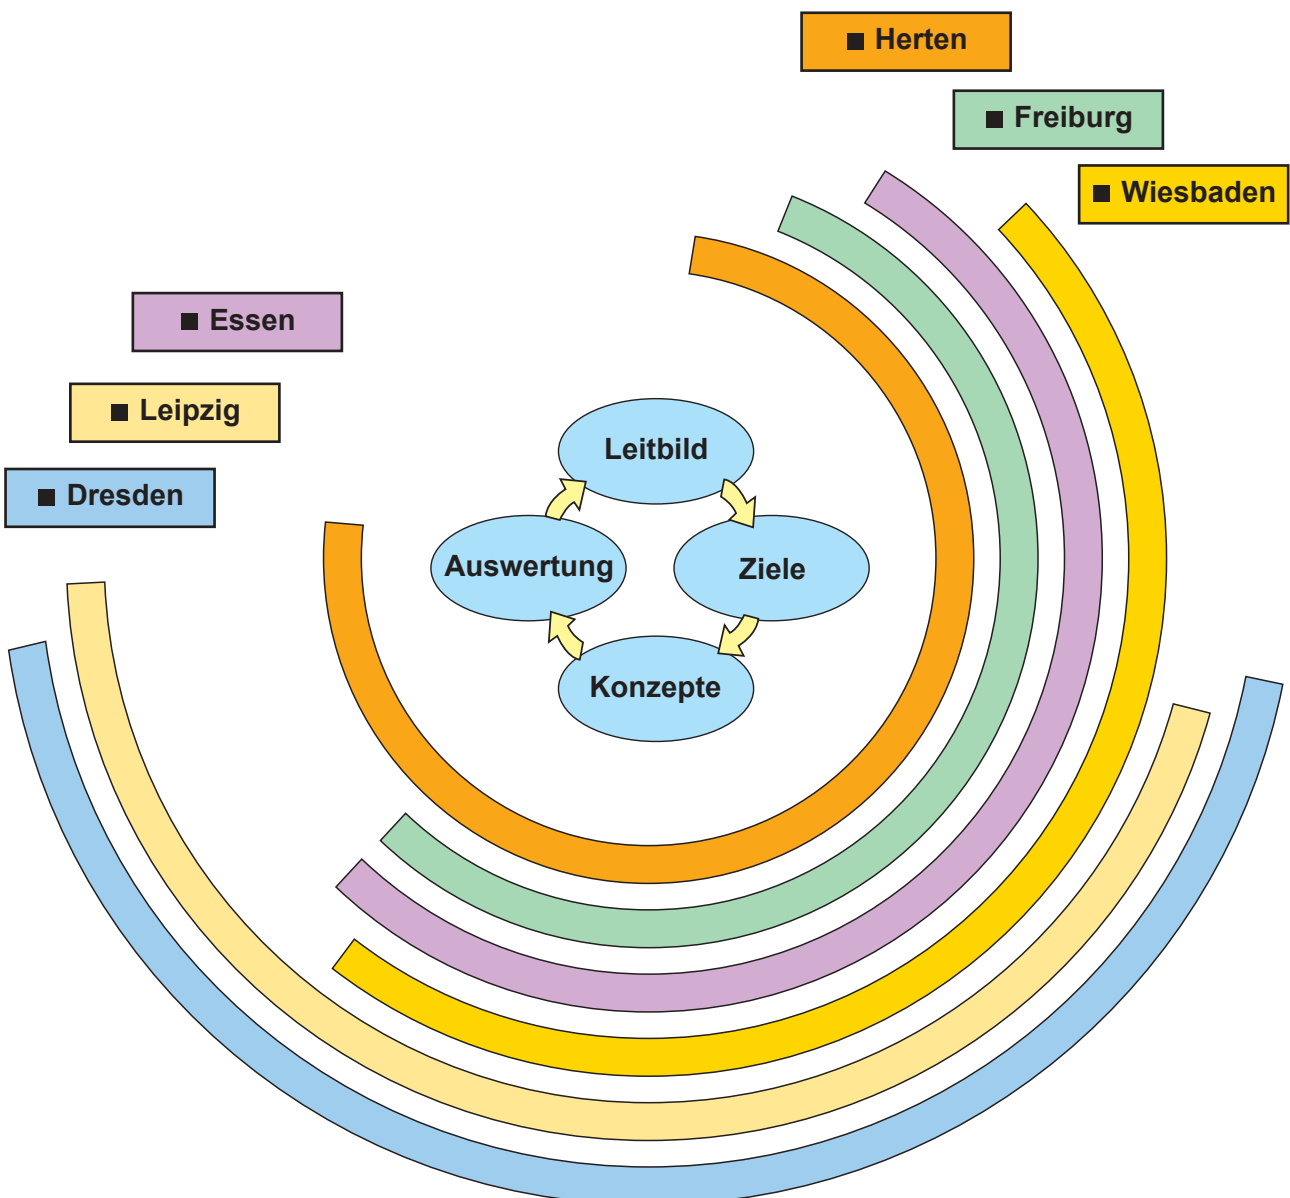 ■ Herten
■ Freiburg
■ Wiesbaden
■ Essen
■ Leipzig
■ Dresden
Leitbild
Auswertung
Ziele
Konzepte